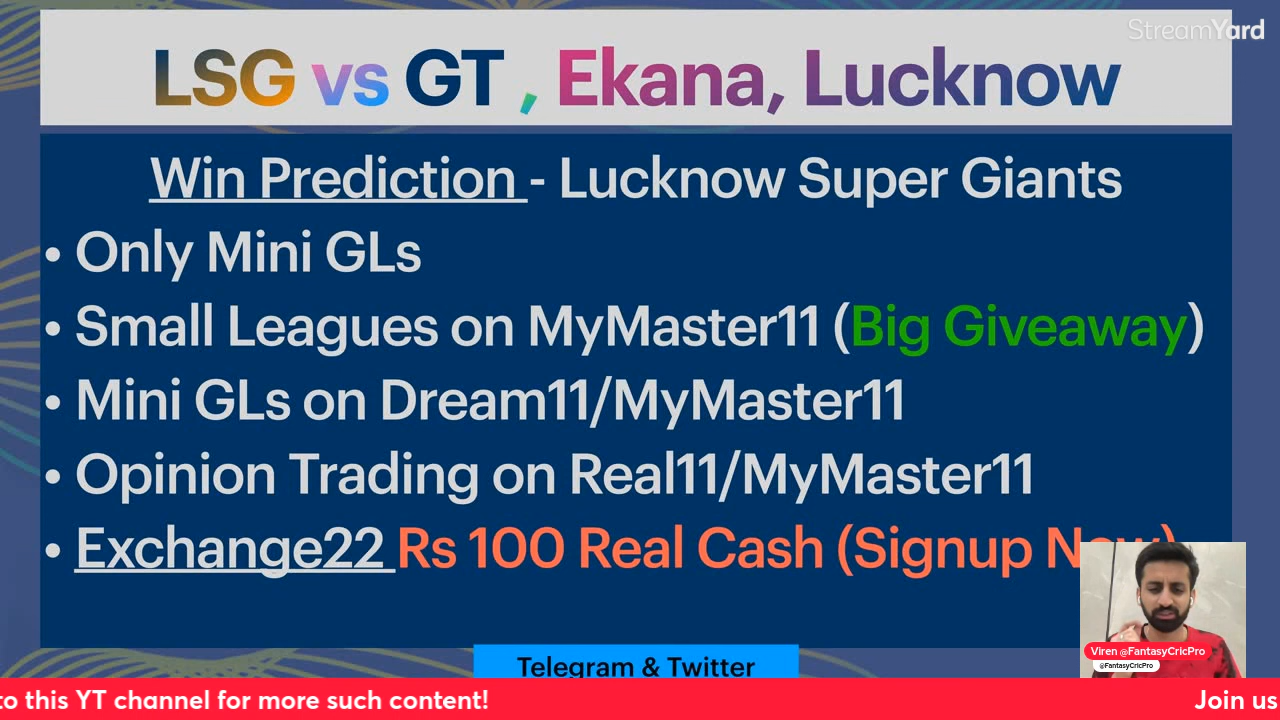 StreamYard
LSG vs GT , Ekana, Lucknow
Win Prediction - Lucknow Super Giants
• Only Mini GLs
• Small Leagues on MyMaster11 (Big Giveaway)
• Mini GLs on Dream11/MyMaster11
• Opinion Trading on Real11/MyMaster11
• Exchange22 Rs 100 Real Cash (Signup Now)
Viren @FantasyCricPro
@FantasyCricPro
Telegram & Twitter
to this YT channel for more such content! Join us